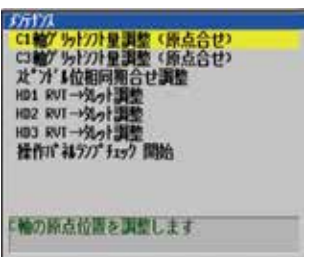 メンテナンス
C1軸グリッドシフト量調整（原点合せ）
C3軸グリッドシフト量調整（原点合せ）
スピンドル位相同期合せ調整
HD1 RVT→タレット調整
HD2 RVT→タレット調整
HD3 RVT→タレット調整
操作パネルランプチェック 開始
C軸の原点位置を調整します